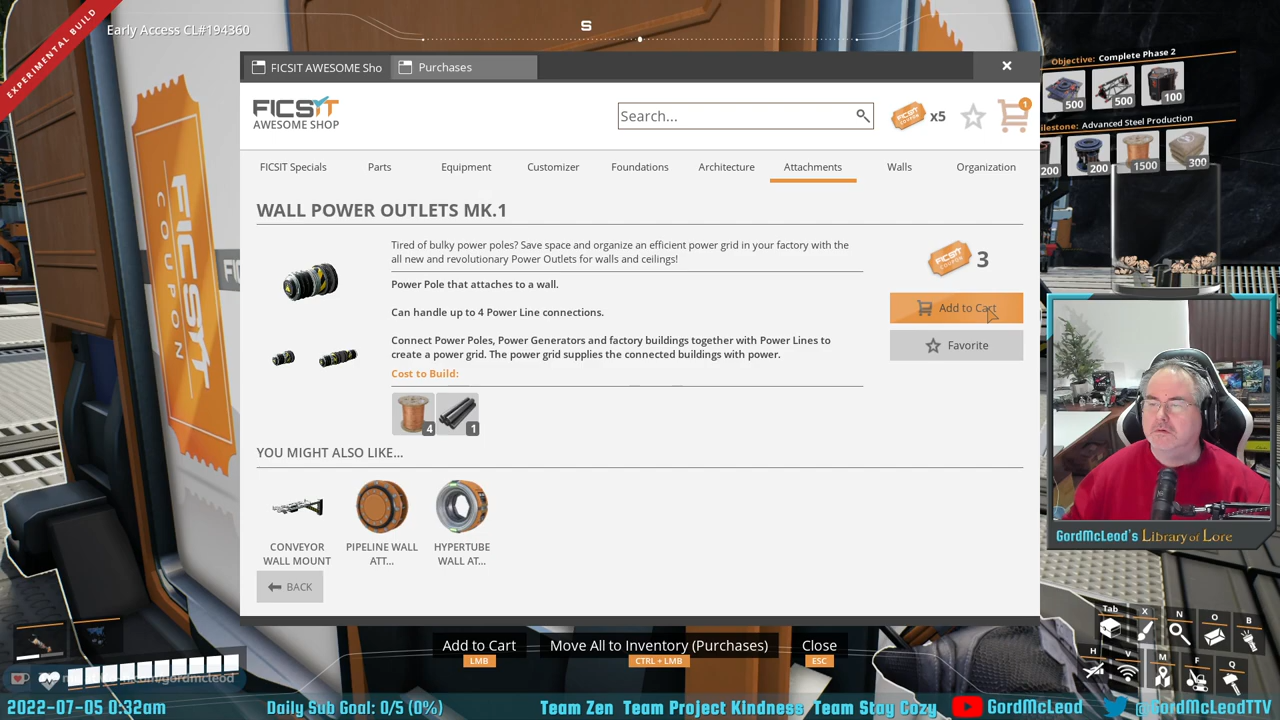 EXPERIMENTAL BUILD
Early Access CL#194360
S
FICSIT AWESOME Sho
Purchases
FICSIT
AWESOME SHOP
Search...
x5
1
FICSIT Specials
Parts
Equipment
Customizer
Foundations
Architecture
Attachments
Walls
Organization
WALL POWER OUTLETS MK.1
Tired of bulky power poles? Save space and organize an efficient power grid in your factory with the
all new and revolutionary Power Outlets for walls and ceilings!
Power Pole that attaches to a wall.
Can handle up to 4 Power Line connections.
Connect Power Poles, Power Generators and factory buildings together with Power Lines to
create a power grid. The power grid supplies the connected buildings with power.
Cost to Build:
4
1
FICSIT
COUPON
3
Add to Cart
Favorite
YOU MIGHT ALSO LIKE...
CONVEYOR
WALL MOUNT
PIPELINE WALL
ATT...
HYPERTUBE
WALL AT...
BACK
Add to Cart
LMB
Move All to Inventory (Purchases)
CTRL + LMB
Close
ESC
Objective: Complete Phase 2
500
500
100
ilestone: Advanced Steel Production
200
200
1500
300
FICSIT
COUPON
GordMcLeod's Library of Lore
Tab
X
N
O
B
H
V
M
F
Q
2022-07-05 0:32am
Daily Sub Goal: 0/5 (0%)
Team Zen Team Project Kindness Team Stay Cozy
GordMcLeod
@GordMcLeodTTV